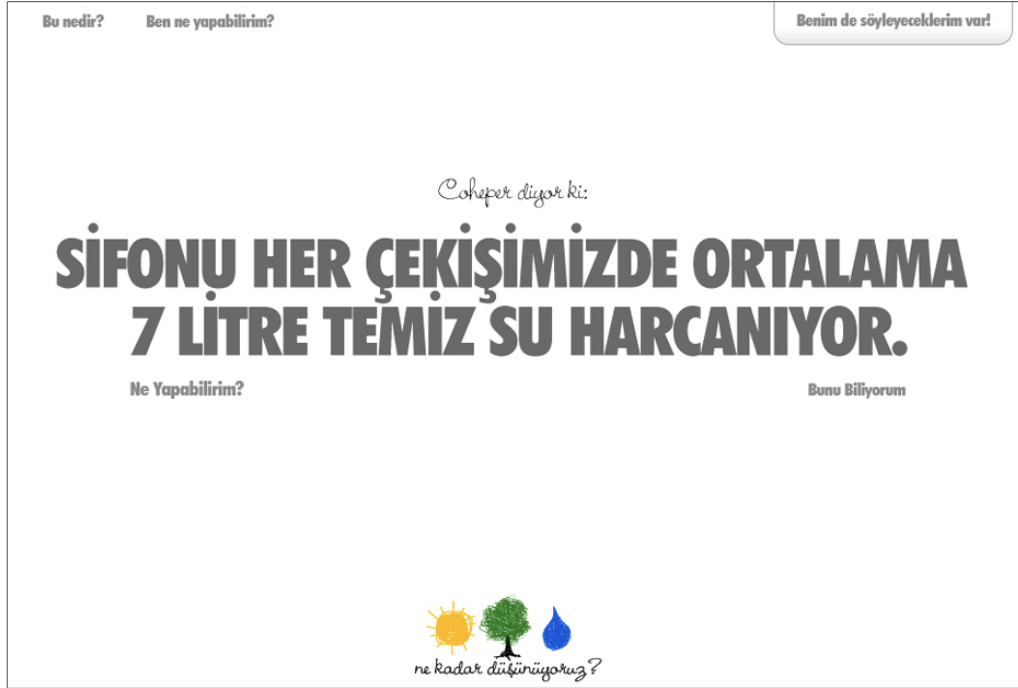 Bu nedir? Ben ne yapabilirim? Benim de söyleyeceklerim var!
Coheper diyor ki:
SİFONU HER ÇEKİŞİMİZDE ORTALAMA
7 LİTRE TEMİZ SU HARCANIYOR.
Ne Yapabilirim? Bunu Biliyorum
ne kadar düşünüyoruz?